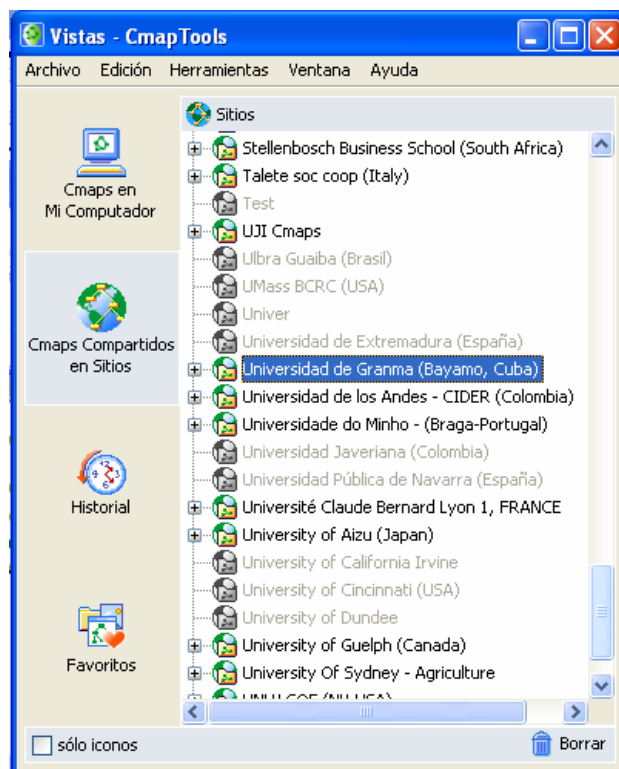 Vistas - CmapTools
Archivo Edición Herramientas Ventana Ayuda
Cmaps en
Mi Computador
Cmaps Compartidos
en Sitios
Historial
Favoritos
Sitios
Stellenbosch Business School (South Africa)
Talete soc coop (Italy)
Test
UJI Cmaps
Ulbra Guaiba (Brasil)
UMass BCRC (USA)
Univer
Universidad de Extremadura (España)
Universidad de Granma (Bayamo, Cuba)
Universidad de los Andes - CIDER (Colombia)
Universidade do Minho - (Braga-Portugal)
Universidad Javeriana (Colombia)
Universidad Pública de Navarra (España)
Université Claude Bernard Lyon 1, FRANCE
University of Aizu (Japan)
University of California Irvine
University of Cincinnati (USA)
University of Dundee
University of Guelph (Canada)
University Of Sydney - Agriculture
sólo iconos
Borrar